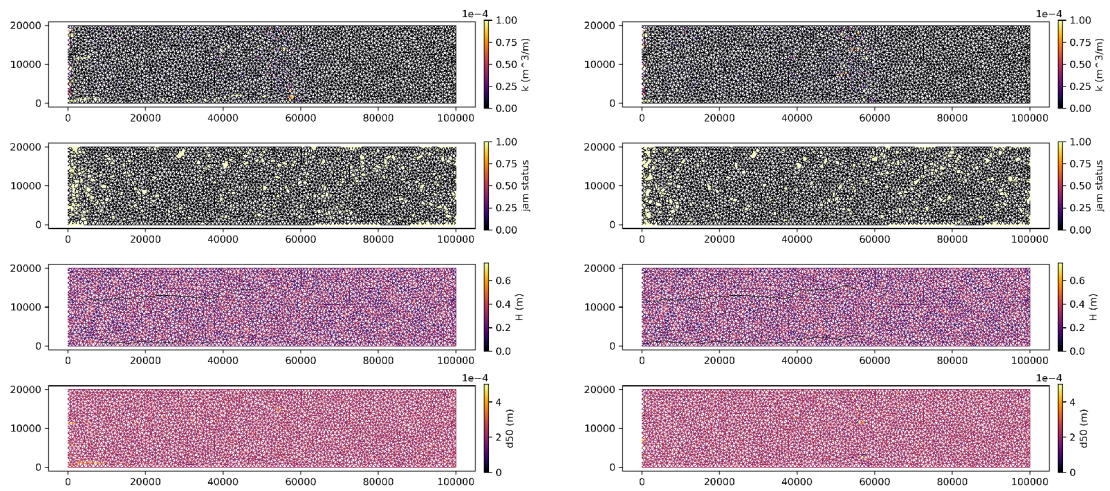 1e−4 1e−4
20000 1.00 20000 1.00
0.75 0.75
10000 0.50 10000 0.50
0.25 0.25
0 0.00 0 0.00
k (m^3/m) k (m^3/m)
0 20000 40000 60000 80000 100000 0 20000 40000 60000 80000 100000
20000 1.00 20000 1.00
0.75 0.75
10000 0.50 10000 0.50
0.25 0.25
0 0.00 0 0.00
jam status jam status
0 20000 40000 60000 80000 100000 0 20000 40000 60000 80000 100000
20000 20000
0.6 0.6
10000 0.4 10000 0.4
0.2 0.2
0 0.0 0 0.0
H (m) H (m)
0 20000 40000 60000 80000 100000 0 20000 40000 60000 80000 100000
1e−4 1e−4
20000 4 20000 4
10000 2 10000 2
0 0 0 0
d50 (m) d50 (m)
0 20000 40000 60000 80000 100000 0 20000 40000 60000 80000 100000